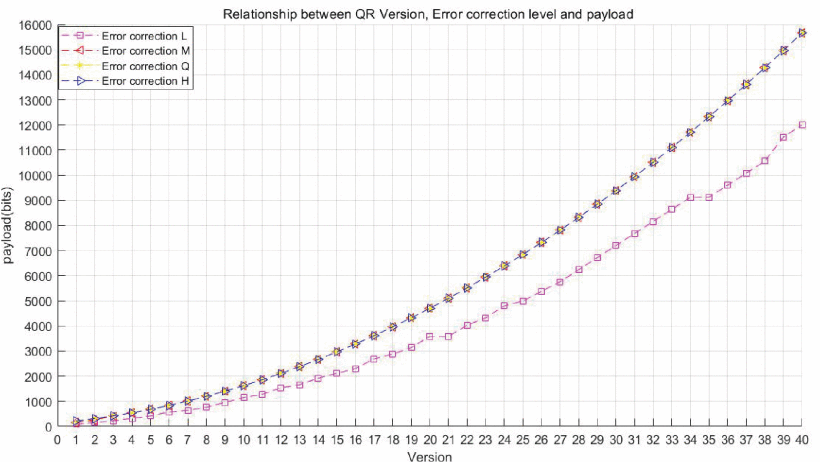 Relationship between QR Version, Error correction level and payload
16000
15000
14000
13000
12000
11000
10000
9000
8000
7000
6000
5000
4000
3000
2000
1000
0
payload(bits)
Error correction L
Error correction M
Error correction Q
Error correction H
0 1 2 3 4 5 6 7 8 9 10 11 12 13 14 15 16 17 18 19 20 21 22 23 24 25 26 27 28 29 30 31 32 33 34 35 36 37 38 39 40
Version